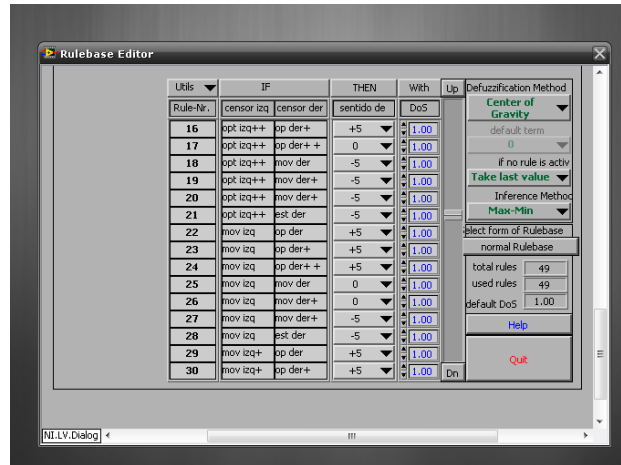 Rulebase Editor
Utils IF THEN With Up Defuzzification Method
Rule-Nr. censor izq censor der sentido de DoS Center of Gravity
16 opt izq++ op der+ +5 1.00 default term
17 opt izq++ op der+ + 0 1.00 0
18 opt izq++ mov der -5 1.00 if no rule is activ
19 opt izq++ mov der+ -5 1.00 Take last value
20 opt izq++ mov der+ -5 1.00 Inference Method
21 opt izq++ est der -5 1.00 Max-Min
22 mov izq op der +5 1.00 elect form of Rulebase
23 mov izq op der+ +5 1.00 normal Rulebase
24 mov izq op der+ + +5 1.00 total rules 49
25 mov izq mov der 0 1.00 used rules 49
26 mov izq mov der+ 0 1.00 default DoS 1.00
27 mov izq mov der+ -5 1.00 Help
28 mov izq est der -5 1.00
29 mov izq+ op der +5 1.00 Quit
30 mov izq+ op der+ +5 1.00 Dn
NI.LV.Dialog